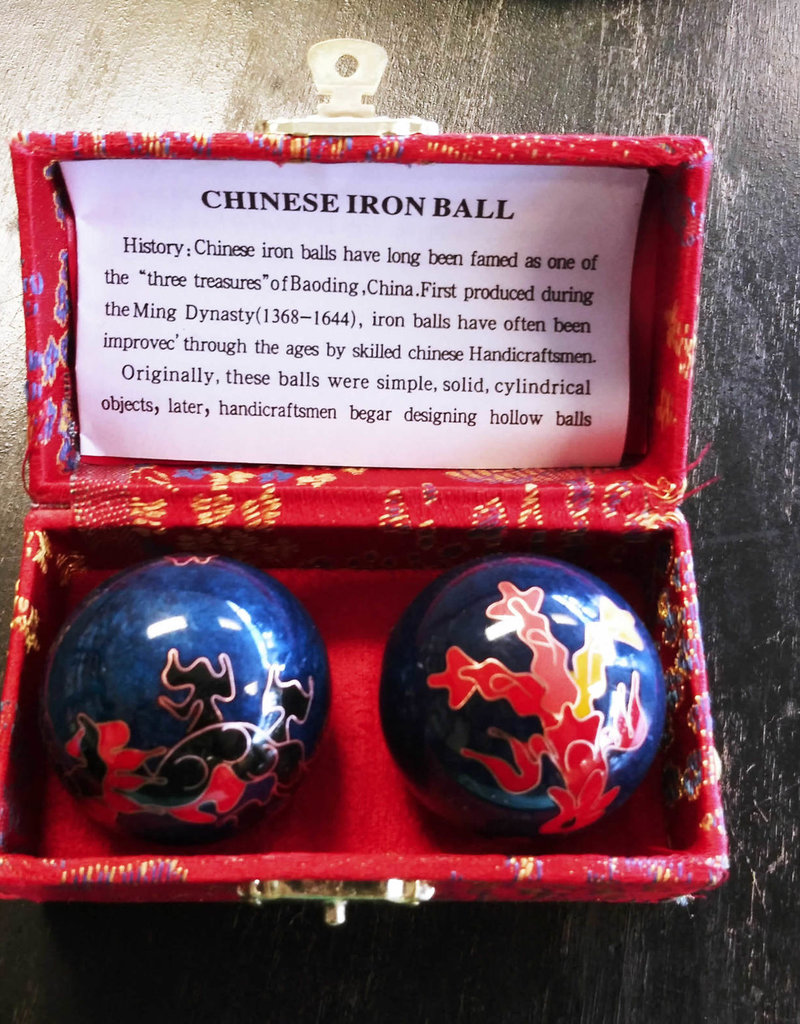 CHINESE IRON BALL
History:Chinese iron balls have long been famed as one of
the "three treasures"of Baoding,China.First produced during
the Ming Dynasty(1368-1644), iron balls have often been
improvec' through the ages by skilled chinese Handicraftsmen.
Originally, these balls were simple, solid, cylindrical
objects, later, handicraftsmen begar designing hollow balls